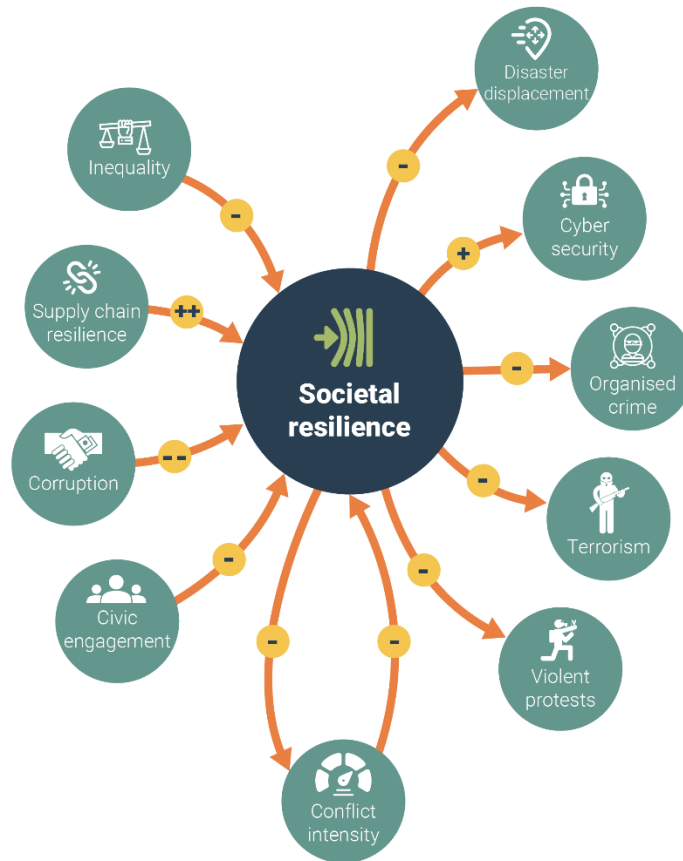 Disaster
displacement
Inequality
-
-
Cyber
security
+
Supply chain
resilience
++
Societal
resilience
Organised
crime
-
Corruption
--
Terrorism
-
Civic
engagement
-
-
Violent
protests
-
-
Conflict
intensity